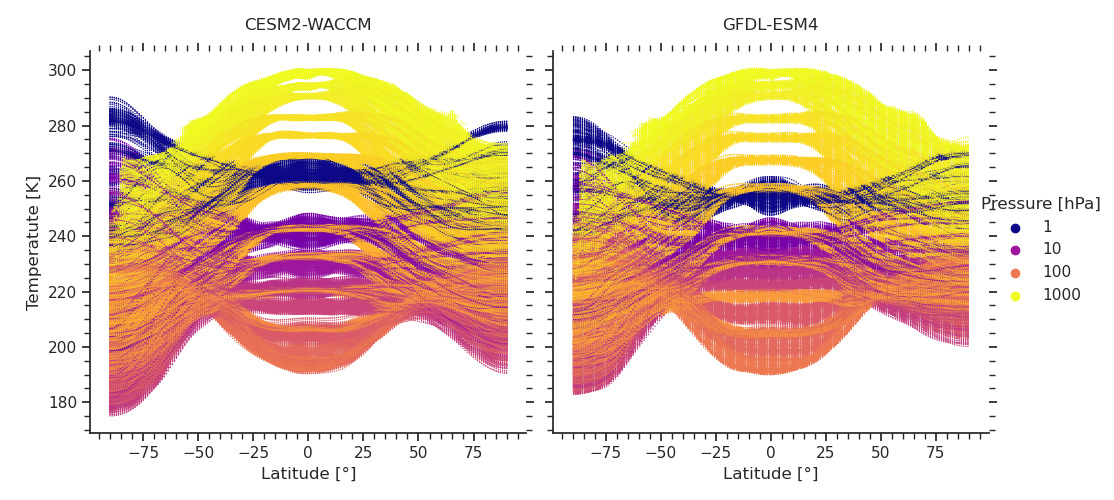 CESM2-WACCM
GFDL-ESM4
Temperature [K]
300
280
260
240
220
200
180
−75 −50 −25 0 25 50 75
−75 −50 −25 0 25 50 75
Latitude [°]
Latitude [°]
Pressure [hPa]
1
10
100
1000